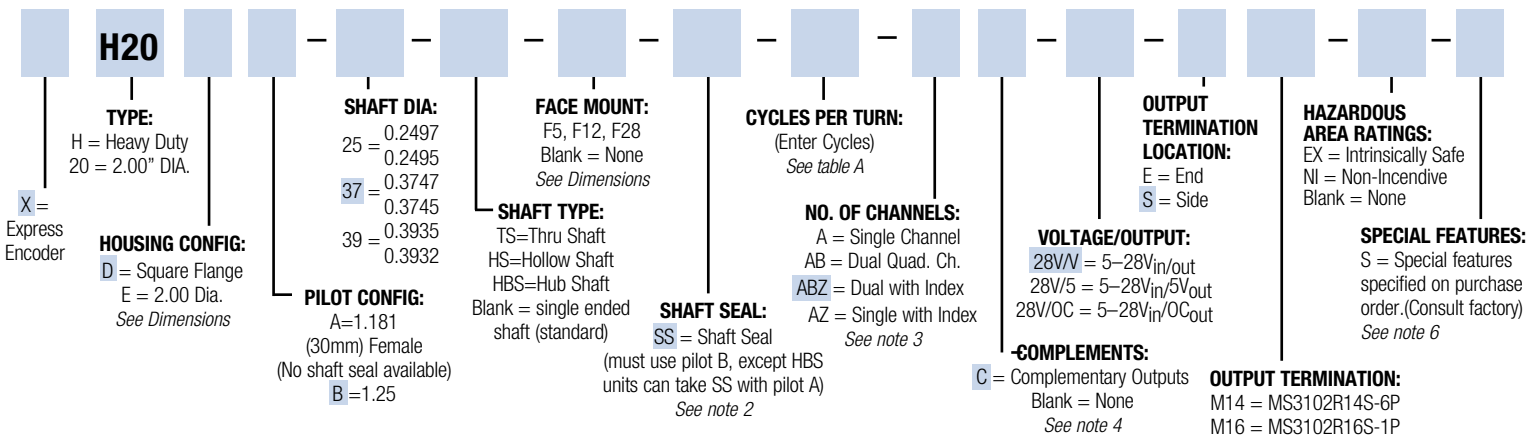 H20
TYPE:
H = Heavy Duty
20 = 2.00" DIA.
X =
Express
Encoder
HOUSING CONFIG:
D = Square Flange
E = 2.00 Dia.
See Dimensions
PILOT CONFIG:
A=1.181
(30mm) Female
(No shaft seal available)
B =1.25
SHAFT DIA:
25 = 0.2497
0.2495
37 = 0.3747
0.3745
39 = 0.3935
0.3932
SHAFT TYPE:
TS=Thru Shaft
HS=Hollow Shaft
HBS=Hub Shaft
Blank = single ended
shaft (standard)
FACE MOUNT:
F5, F12, F28
Blank = None
See Dimensions
SHAFT SEAL:
SS = Shaft Seal
(must use pilot B, except HBS
units can take SS with pilot A)
See note 2
CYCLES PER TURN:
(Enter Cycles)
See table A
NO. OF CHANNELS:
A = Single Channel
AB = Dual Quad. Ch.
ABZ = Dual with Index
AZ = Single with Index
See note 3
COMPLEMENTS:
C = Complementary Outputs
Blank = None
See note 4
VOLTAGE/OUTPUT:
28V/V = 5–28Vin/out
28V/5 = 5–28Vin/5Vout
28V/OC = 5–28Vin/OCout
OUTPUT
TERMINATION
LOCATION:
E = End
S = Side
OUTPUT TERMINATION:
M14 = MS3102R14S-6P
M16 = MS3102R16S-1P
HAZARDOUS
AREA RATINGS:
EX = Intrinsically Safe
NI = Non-Incendive
Blank = None
SPECIAL FEATURES:
S = Special features
specified on purchase
order.(Consult factory)
See note 6